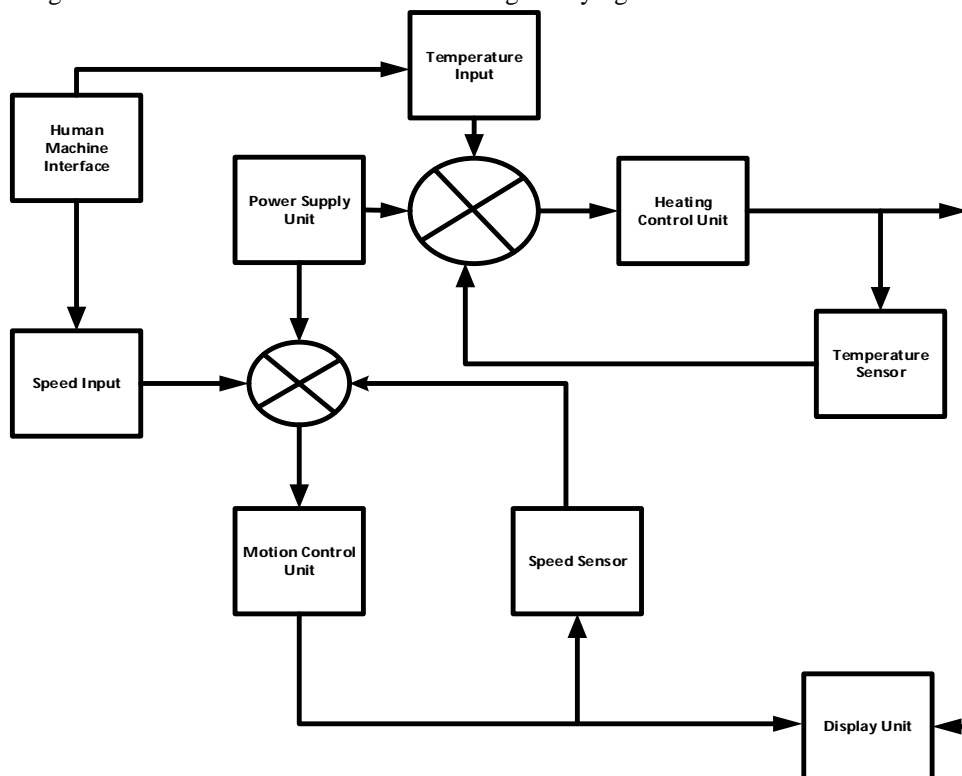 Temperature
Input
Human
Machine
Interface
Power Supply
Unit
Heating
Control Unit
Speed Input
Temperature
Sensor
Motion Control
Unit
Speed Sensor
Display Unit